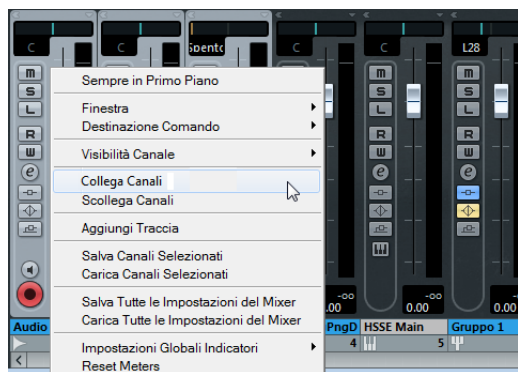 C C Spento C C L28
m
S
L
R
W
e
Sempre in Primo Piano
Finestra
Destinazione Comando
Visibilità Canale
Collega Canali
Scollega Canali
Aggiungi Traccia
Salva Canali Selezionati
Carica Canali Selezionati
Salva Tutte le Impostazioni del Mixer
Carica Tutte le Impostazioni del Mixer
Impostazioni Globali Indicatori
Reset Meters
m
S
L
R
W
e
m
S
L
R
W
e
.00
-oo
0.00
-oo
0.00
Audio PngD HSSE Main Gruppo 1
4 5